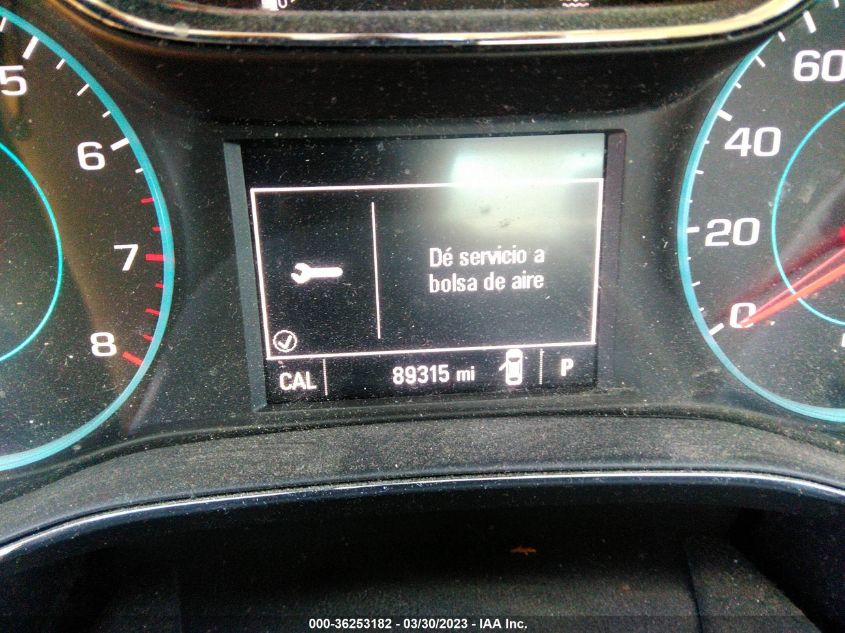 5
6
7
8
60
40
20
0
Dé servicio a
bolsa de aire
CAL
89315 mi
P
000-36253182 - 03/30/2023 - IAA Inc.